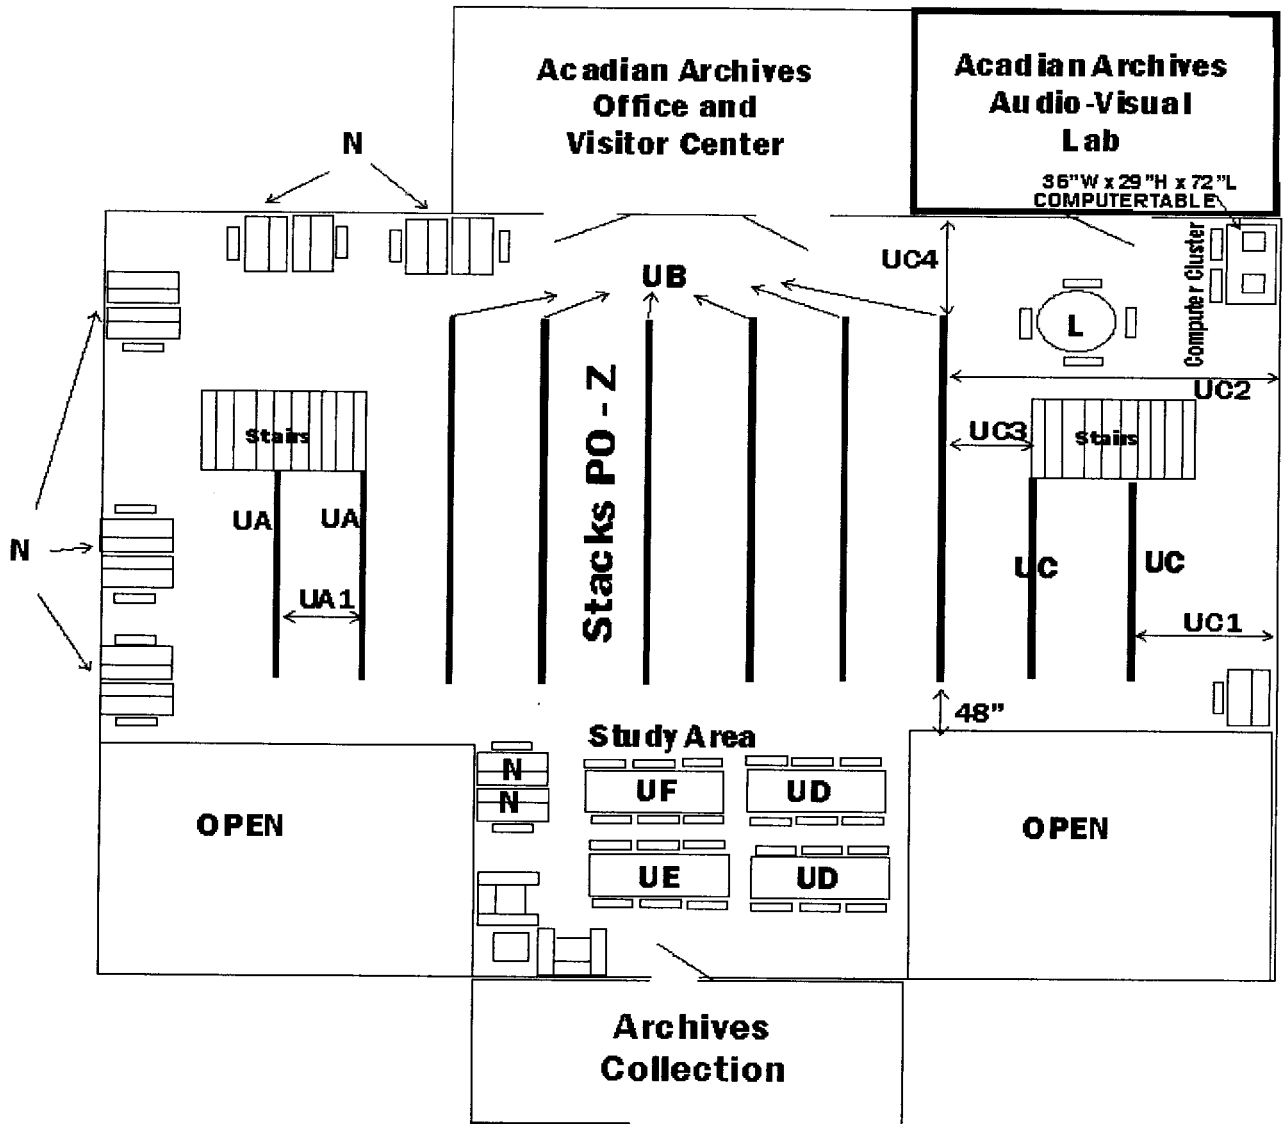 Acadian Archives
Office and
Visitor Center
Acadian Archives
Audio-Visual
Lab
36"W x 29"H x 72"L
COMPUTERTABLE
N
UC4
UB
Computer Cluster
L
UC2
Stacks PO - Z
Stairs
UC3
Stairs
UA
UA
N
UC
UC
UA1
UC1
48"
Study Area
N
UF
UD
N
OPEN
OPEN
UE
UD
Archives
Collection